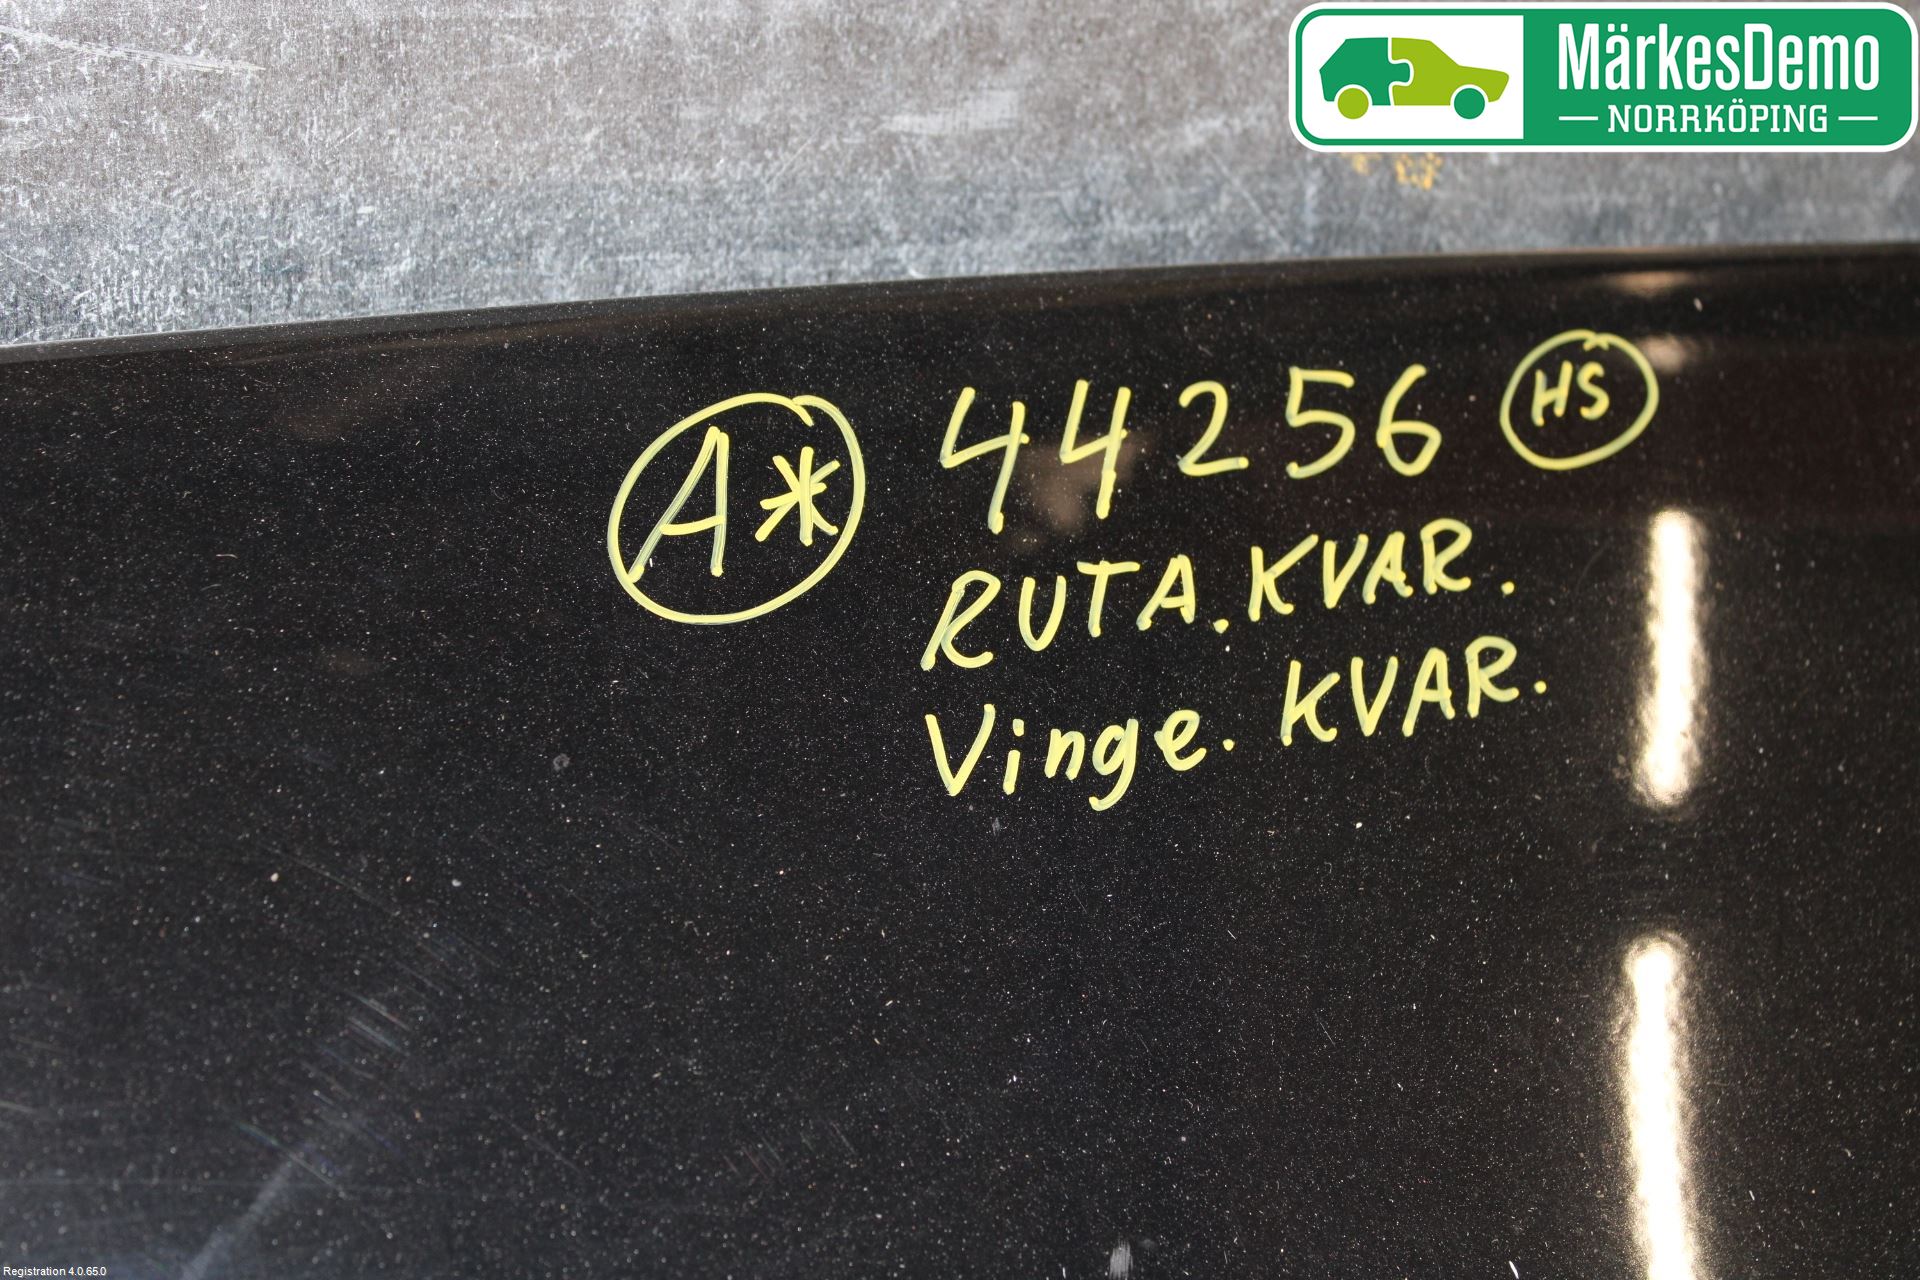 MärkesDemo
NORRKÖPING
A* 44256 HS
RUTA. KVAR.
Vinge. KVAR.
Registration 4.0.65.0